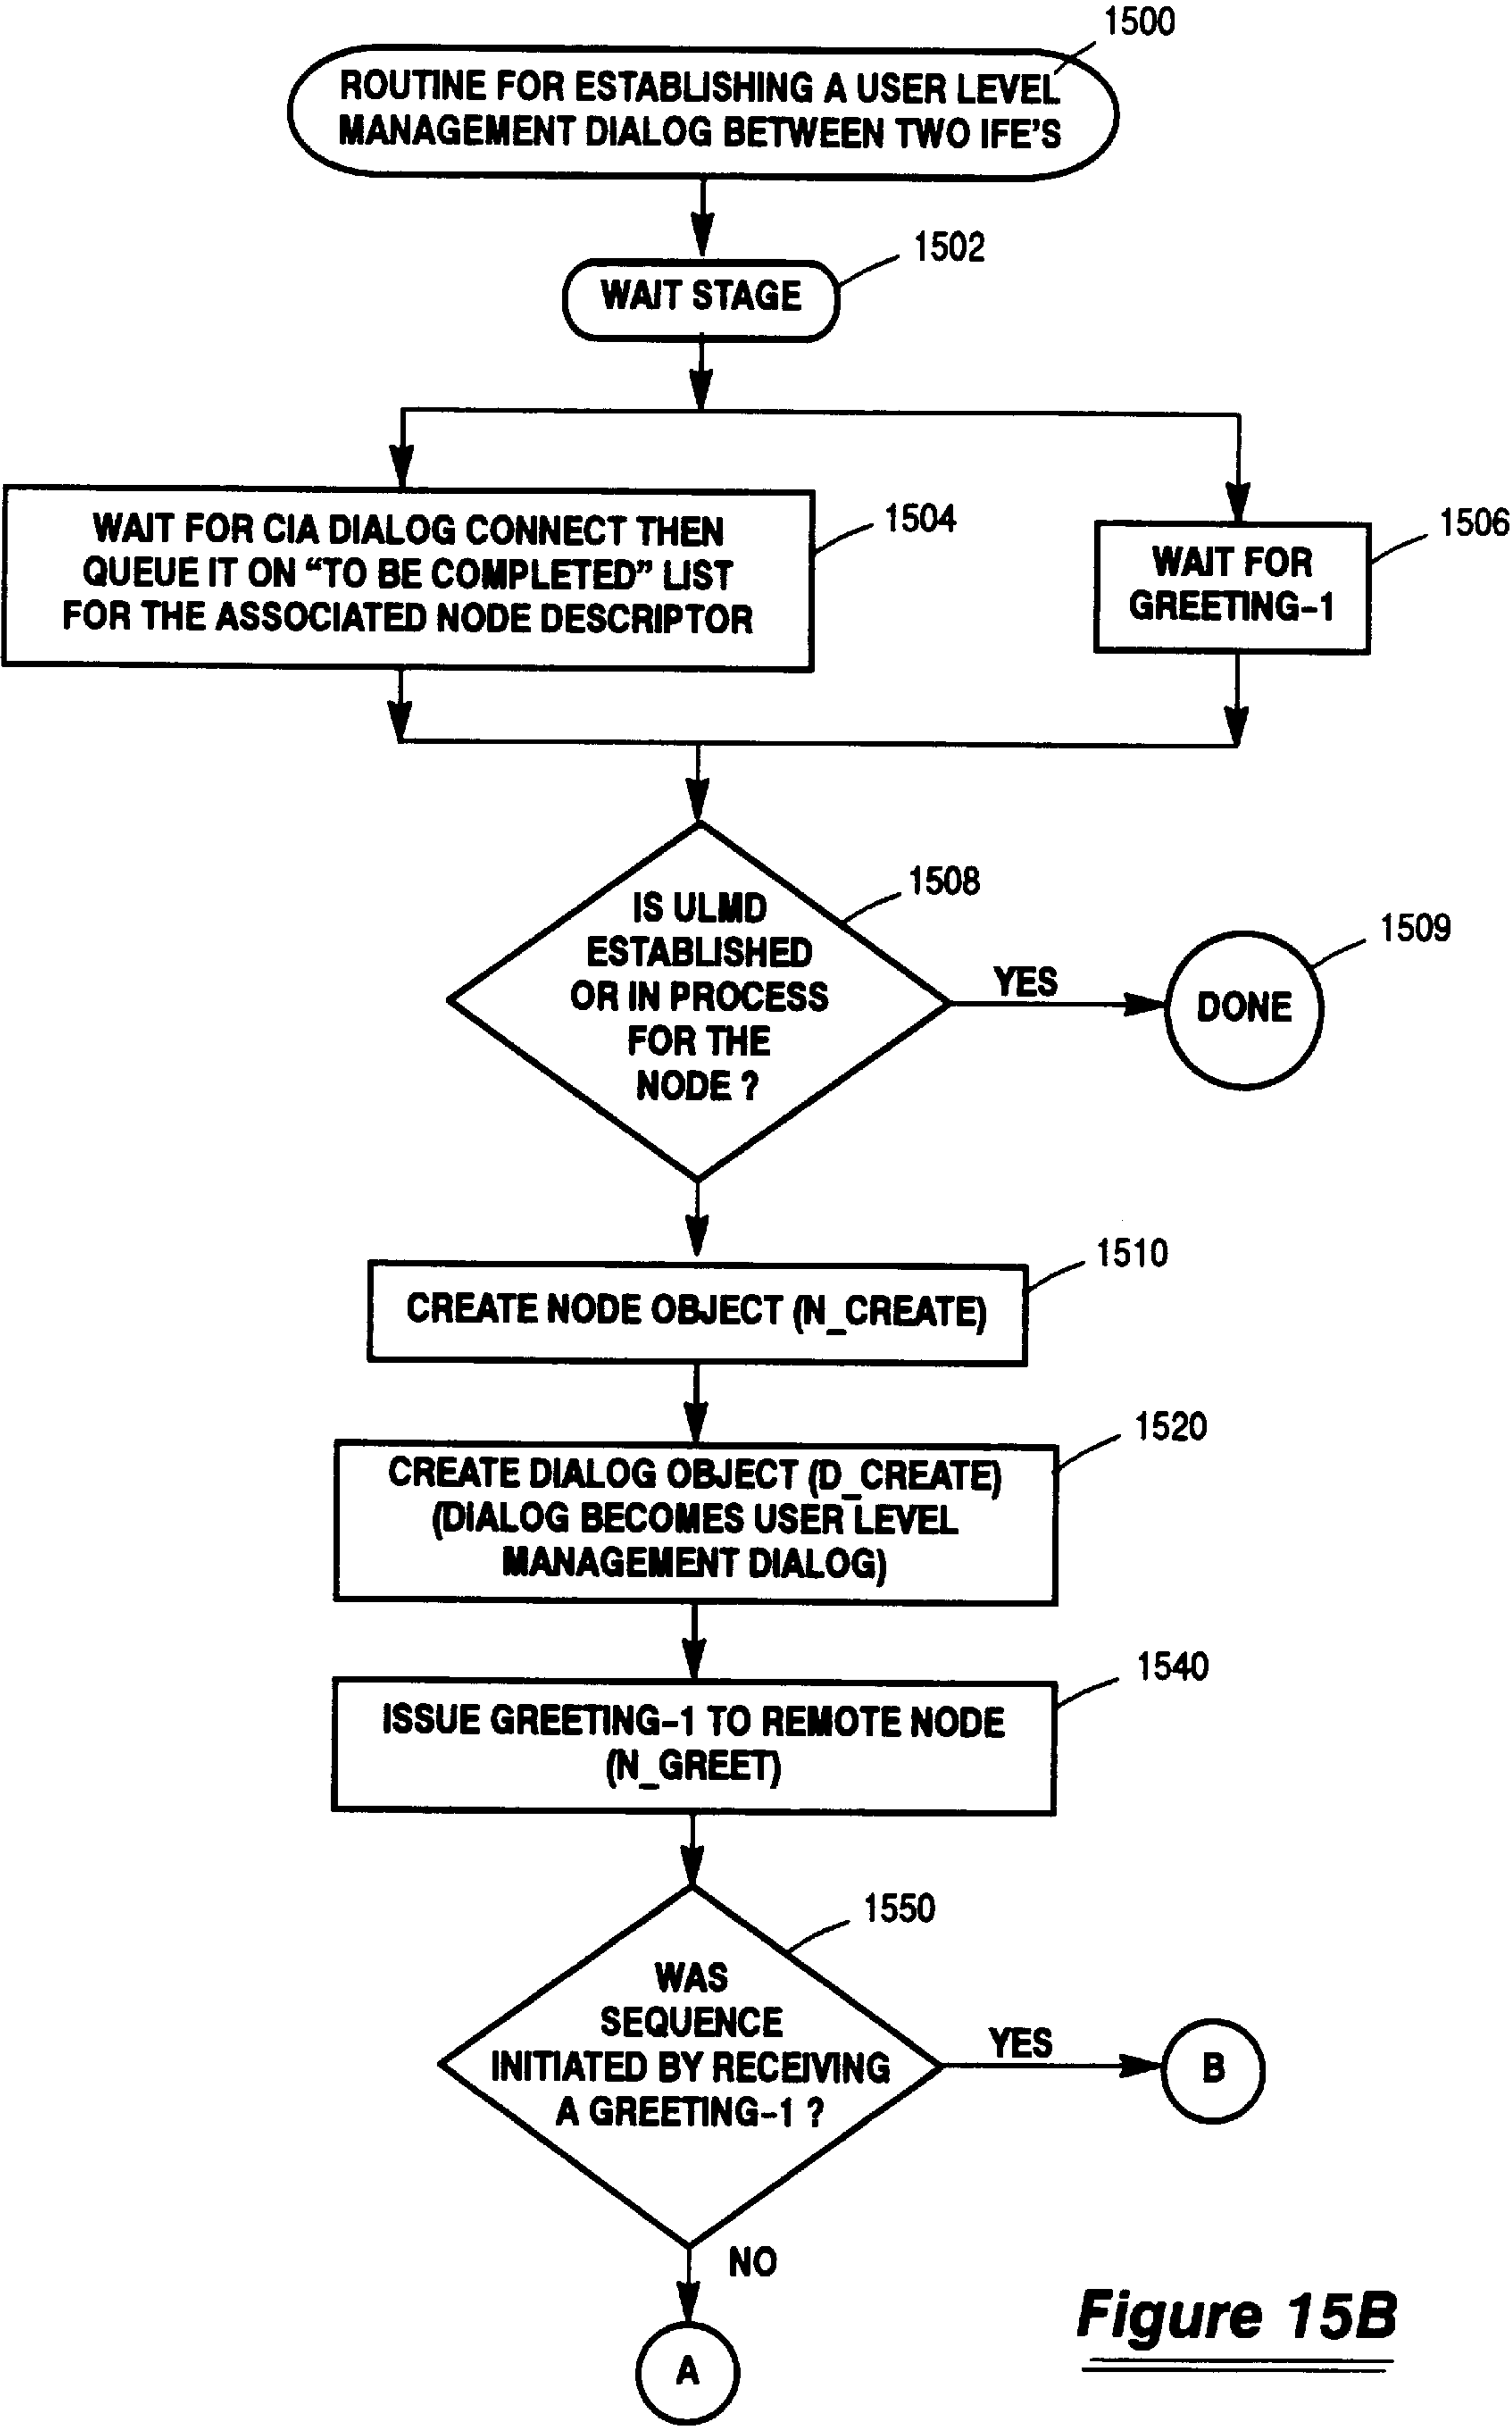 1500
ROUTINE FOR ESTABLISHING A USER LEVEL
MANAGEMENT DIALOG BETWEEN TWO IFE'S
1502
WAIT STAGE
1504
WAIT FOR CIA DIALOG CONNECT THEN
QUEUE IT ON “TO BE COMPLETED” LIST
FOR THE ASSOCIATED NODE DESCRIPTOR
1506
WAIT FOR
GREETING-1
1508
IS ULMD
ESTABLISHED
OR IN PROCESS
FOR THE
NODE ?
YES
1509
DONE
1510
CREATE NODE OBJECT (N_CREATE)
1520
CREATE DIALOG OBJECT (D_CREATE)
(DIALOG BECOMES USER LEVEL
MANAGEMENT DIALOG)
1540
ISSUE GREETING-1 TO REMOTE NODE
(N_GREET)
1550
WAS
SEQUENCE
INITIATED BY RECEIVING
A GREETING-1 ?
YES
B
NO
A
Figure 15B